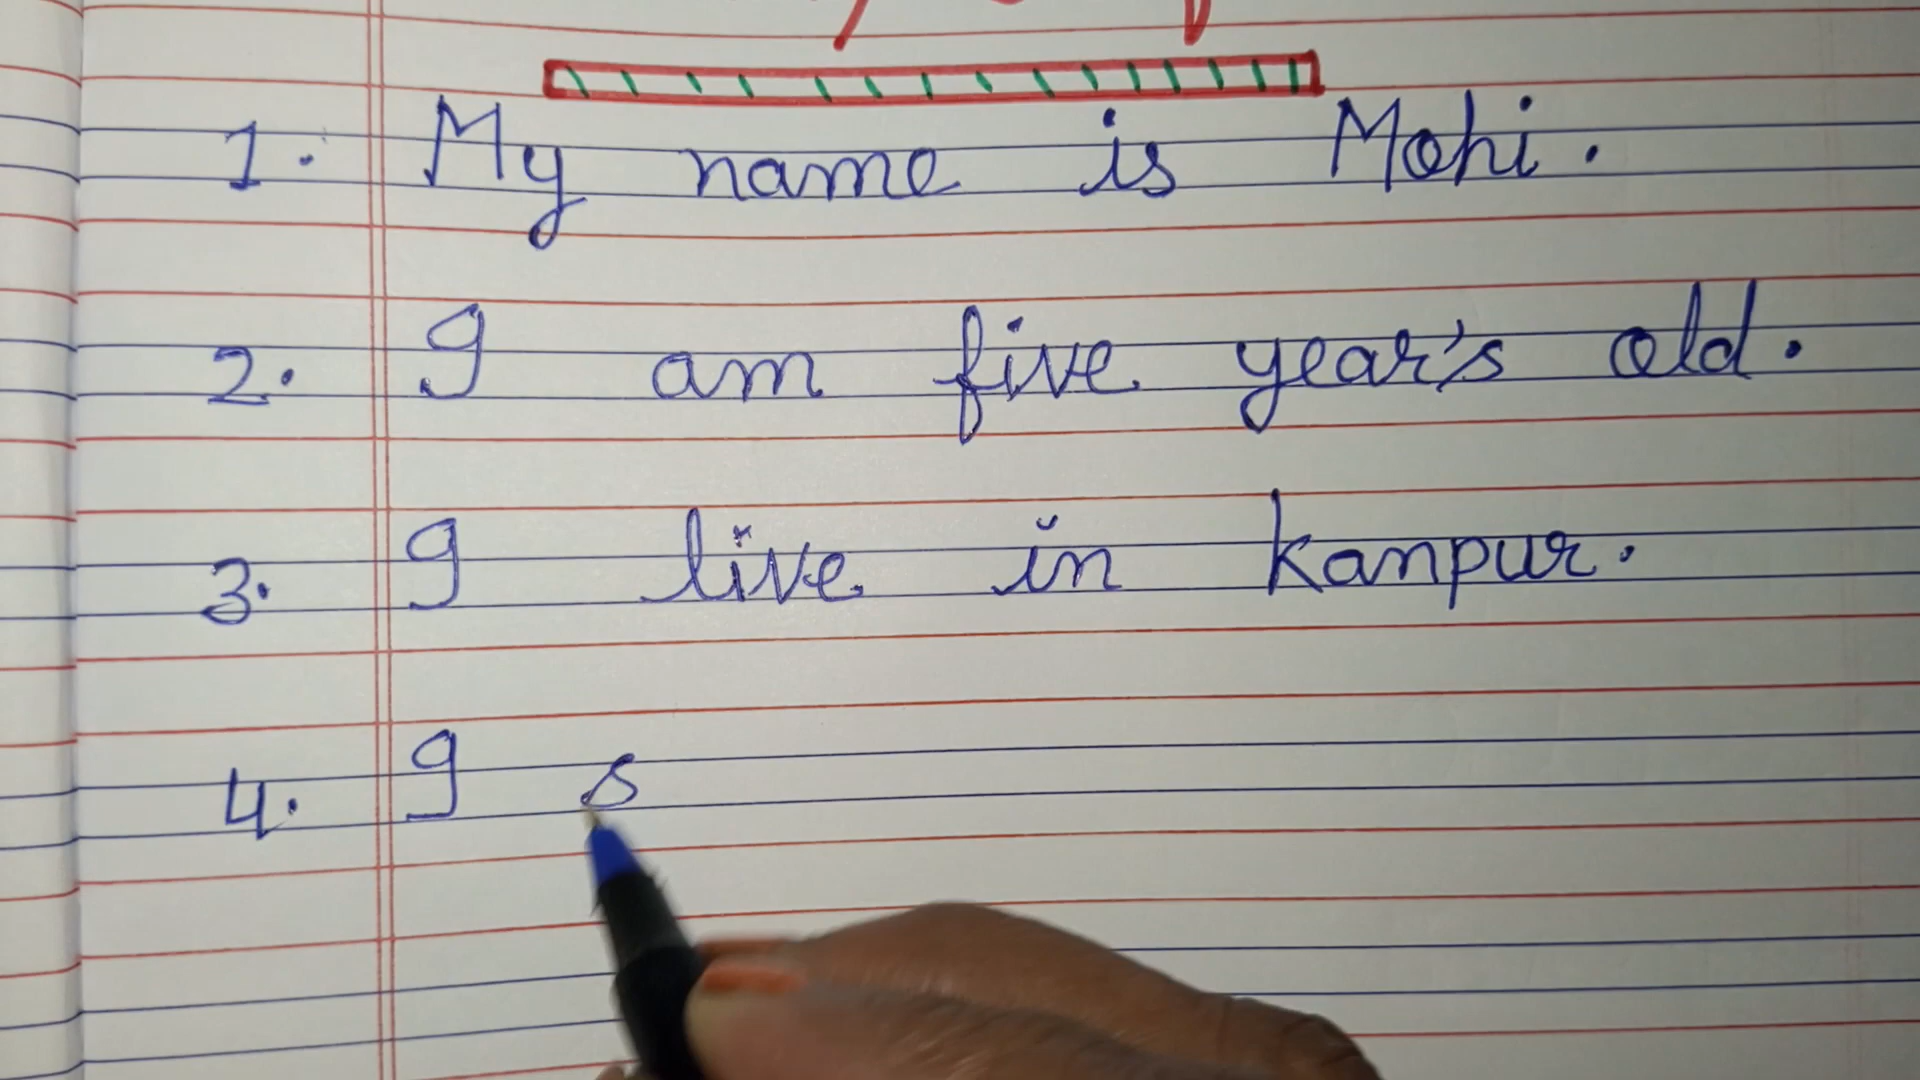 1. My name is Mohi.
2. I am five year's old.
3. I live in kanpur.
4. I s